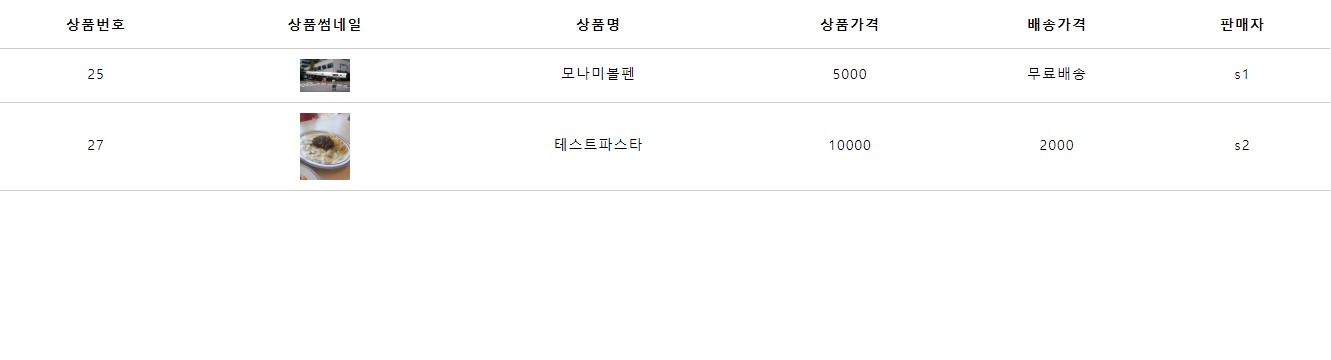 상품번호 상품썸네일 상품명 상품가격 배송가격 판매자
25 모나미볼펜 5000 무료배송 s1
27 테스트파스타 10000 2000 s2